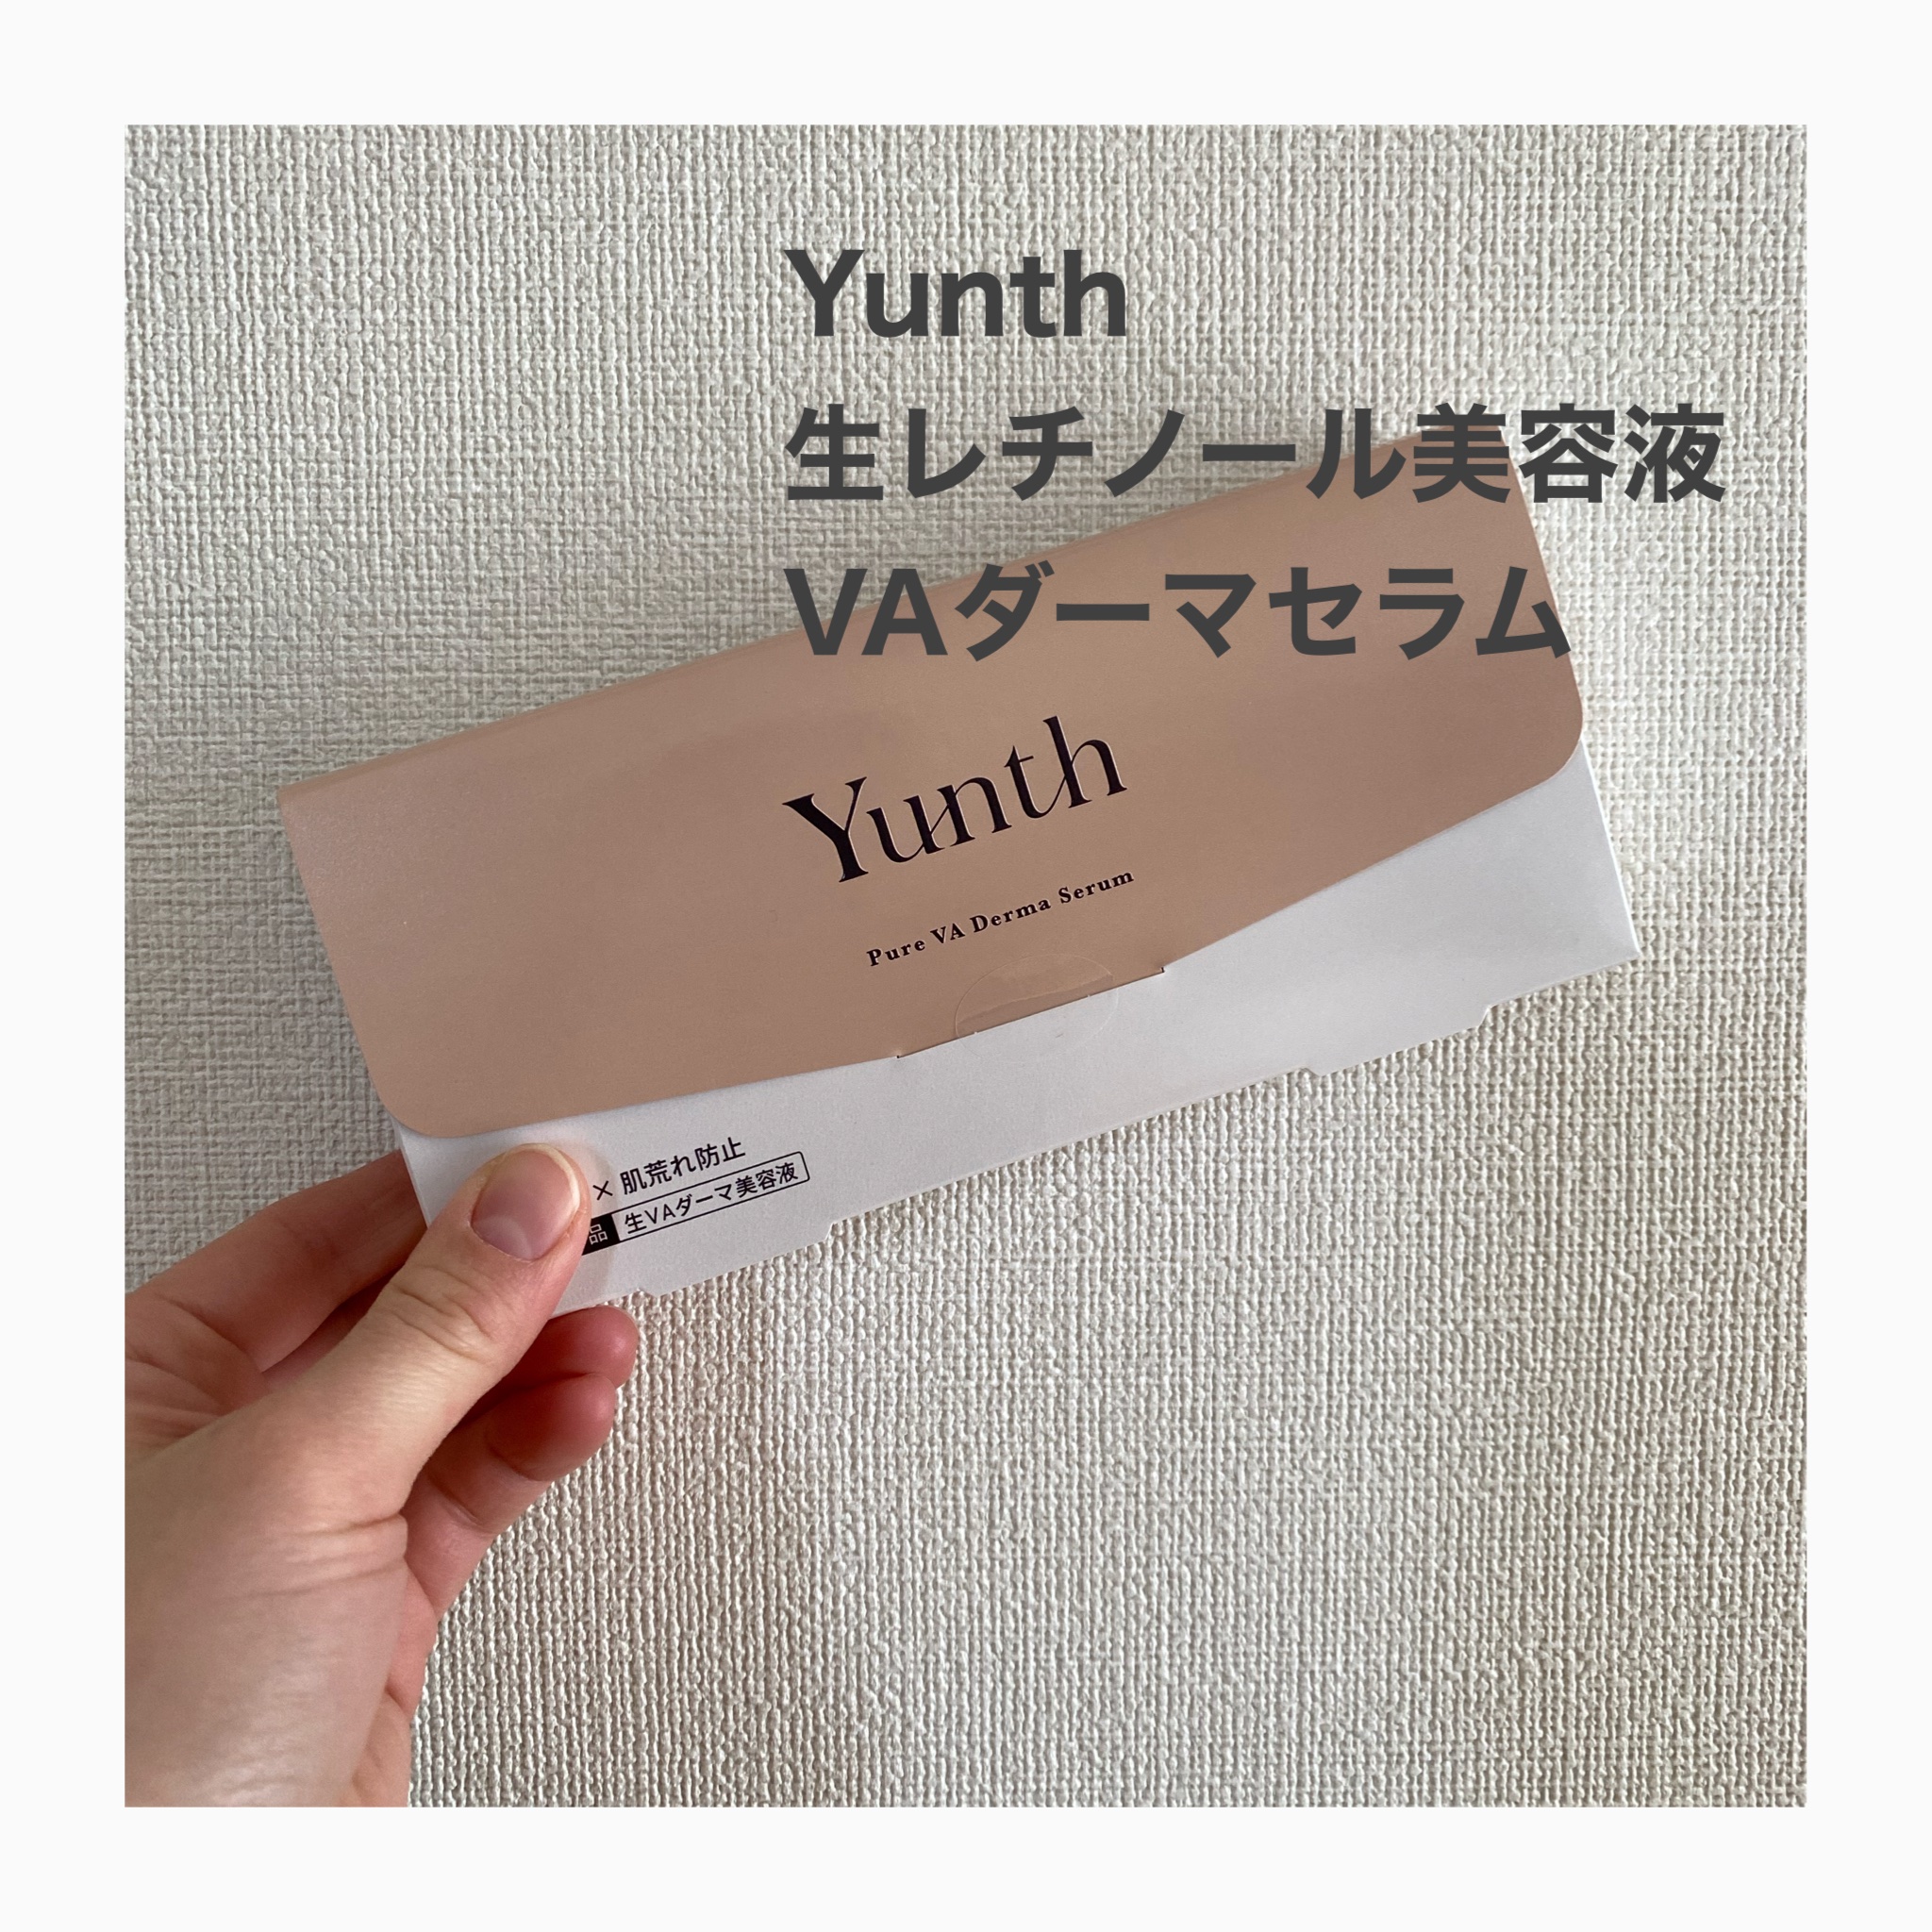 Yunth
生レチノール美容液
VAダーマセラム
Yunth
Pure VA Derma Serum
× 肌荒れ防止
品 生VAダーマ美容液